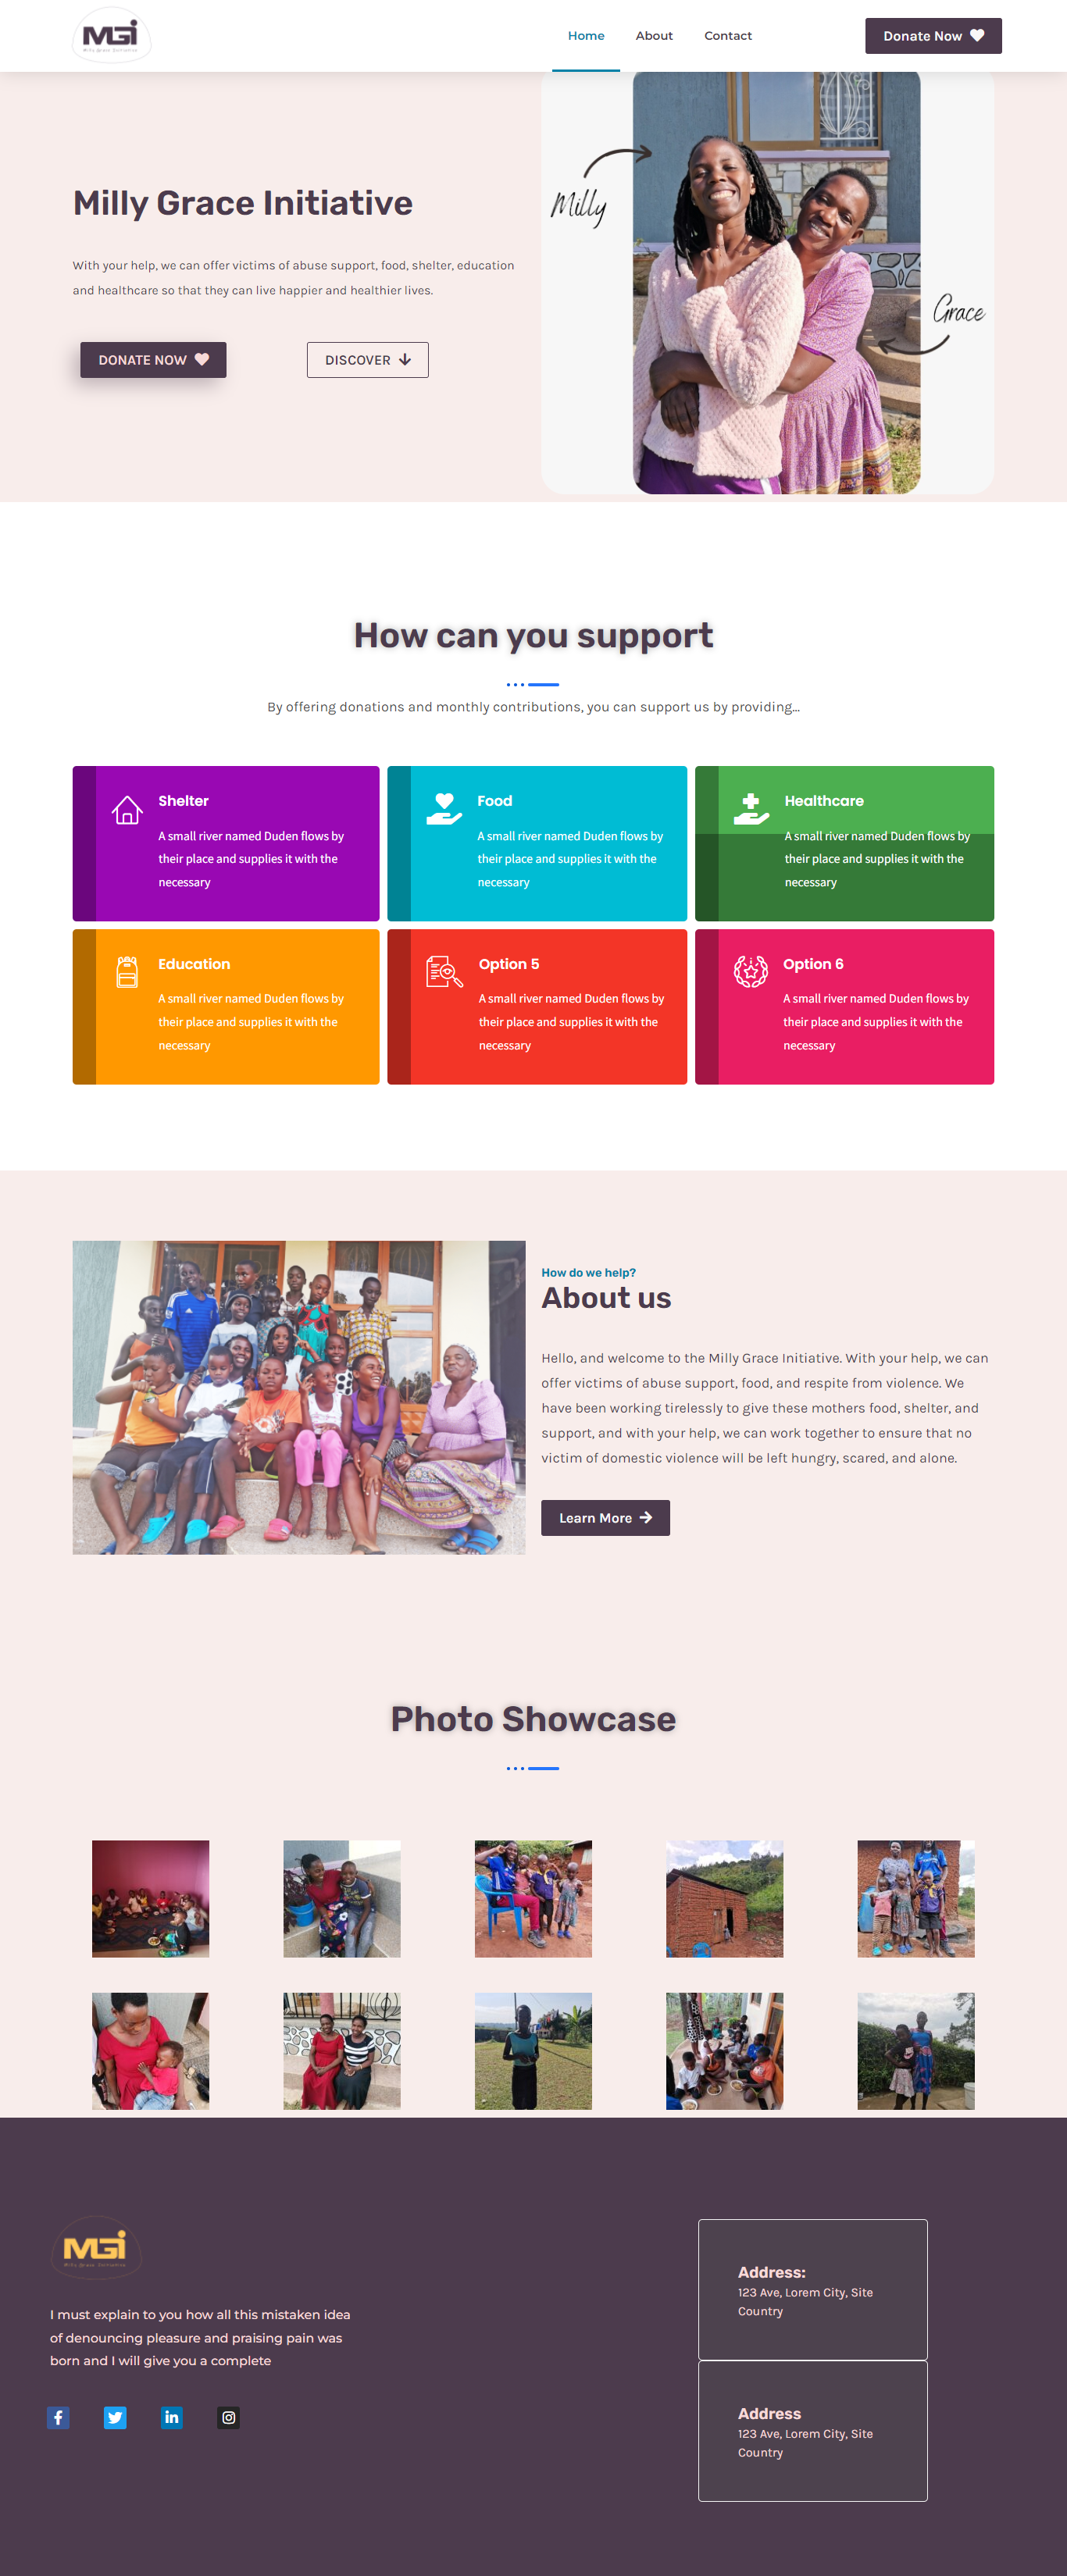 MGI
Milly Grace Initiative
Home
About
Contact
Donate Now
Milly Grace Initiative
With your help, we can offer victims of abuse support, food, shelter, education
and healthcare so that they can live happier and healthier lives.
DONATE NOW
DISCOVER
Milly
Grace
How can you support
By offering donations and monthly contributions, you can support us by providing...
Shelter
A small river named Duden flows by
their place and supplies it with the
necessary
Food
A small river named Duden flows by
their place and supplies it with the
necessary
Healthcare
A small river named Duden flows by
their place and supplies it with the
necessary
Education
A small river named Duden flows by
their place and supplies it with the
necessary
Option 5
A small river named Duden flows by
their place and supplies it with the
necessary
Option 6
A small river named Duden flows by
their place and supplies it with the
necessary
How do we help?
About us
Hello, and welcome to the Milly Grace Initiative. With your help, we can
offer victims of abuse support, food, and respite from violence. We
have been working tirelessly to give these mothers food, shelter, and
support, and with your help, we can work together to ensure that no
victim of domestic violence will be left hungry, scared, and alone.
Learn More
Photo Showcase
MGI
Milly Grace Initiative
I must explain to you how all this mistaken idea
of denouncing pleasure and praising pain was
born and I will give you a complete
Address:
123 Ave, Lorem City, Site
Country
Address
123 Ave, Lorem City, Site
Country